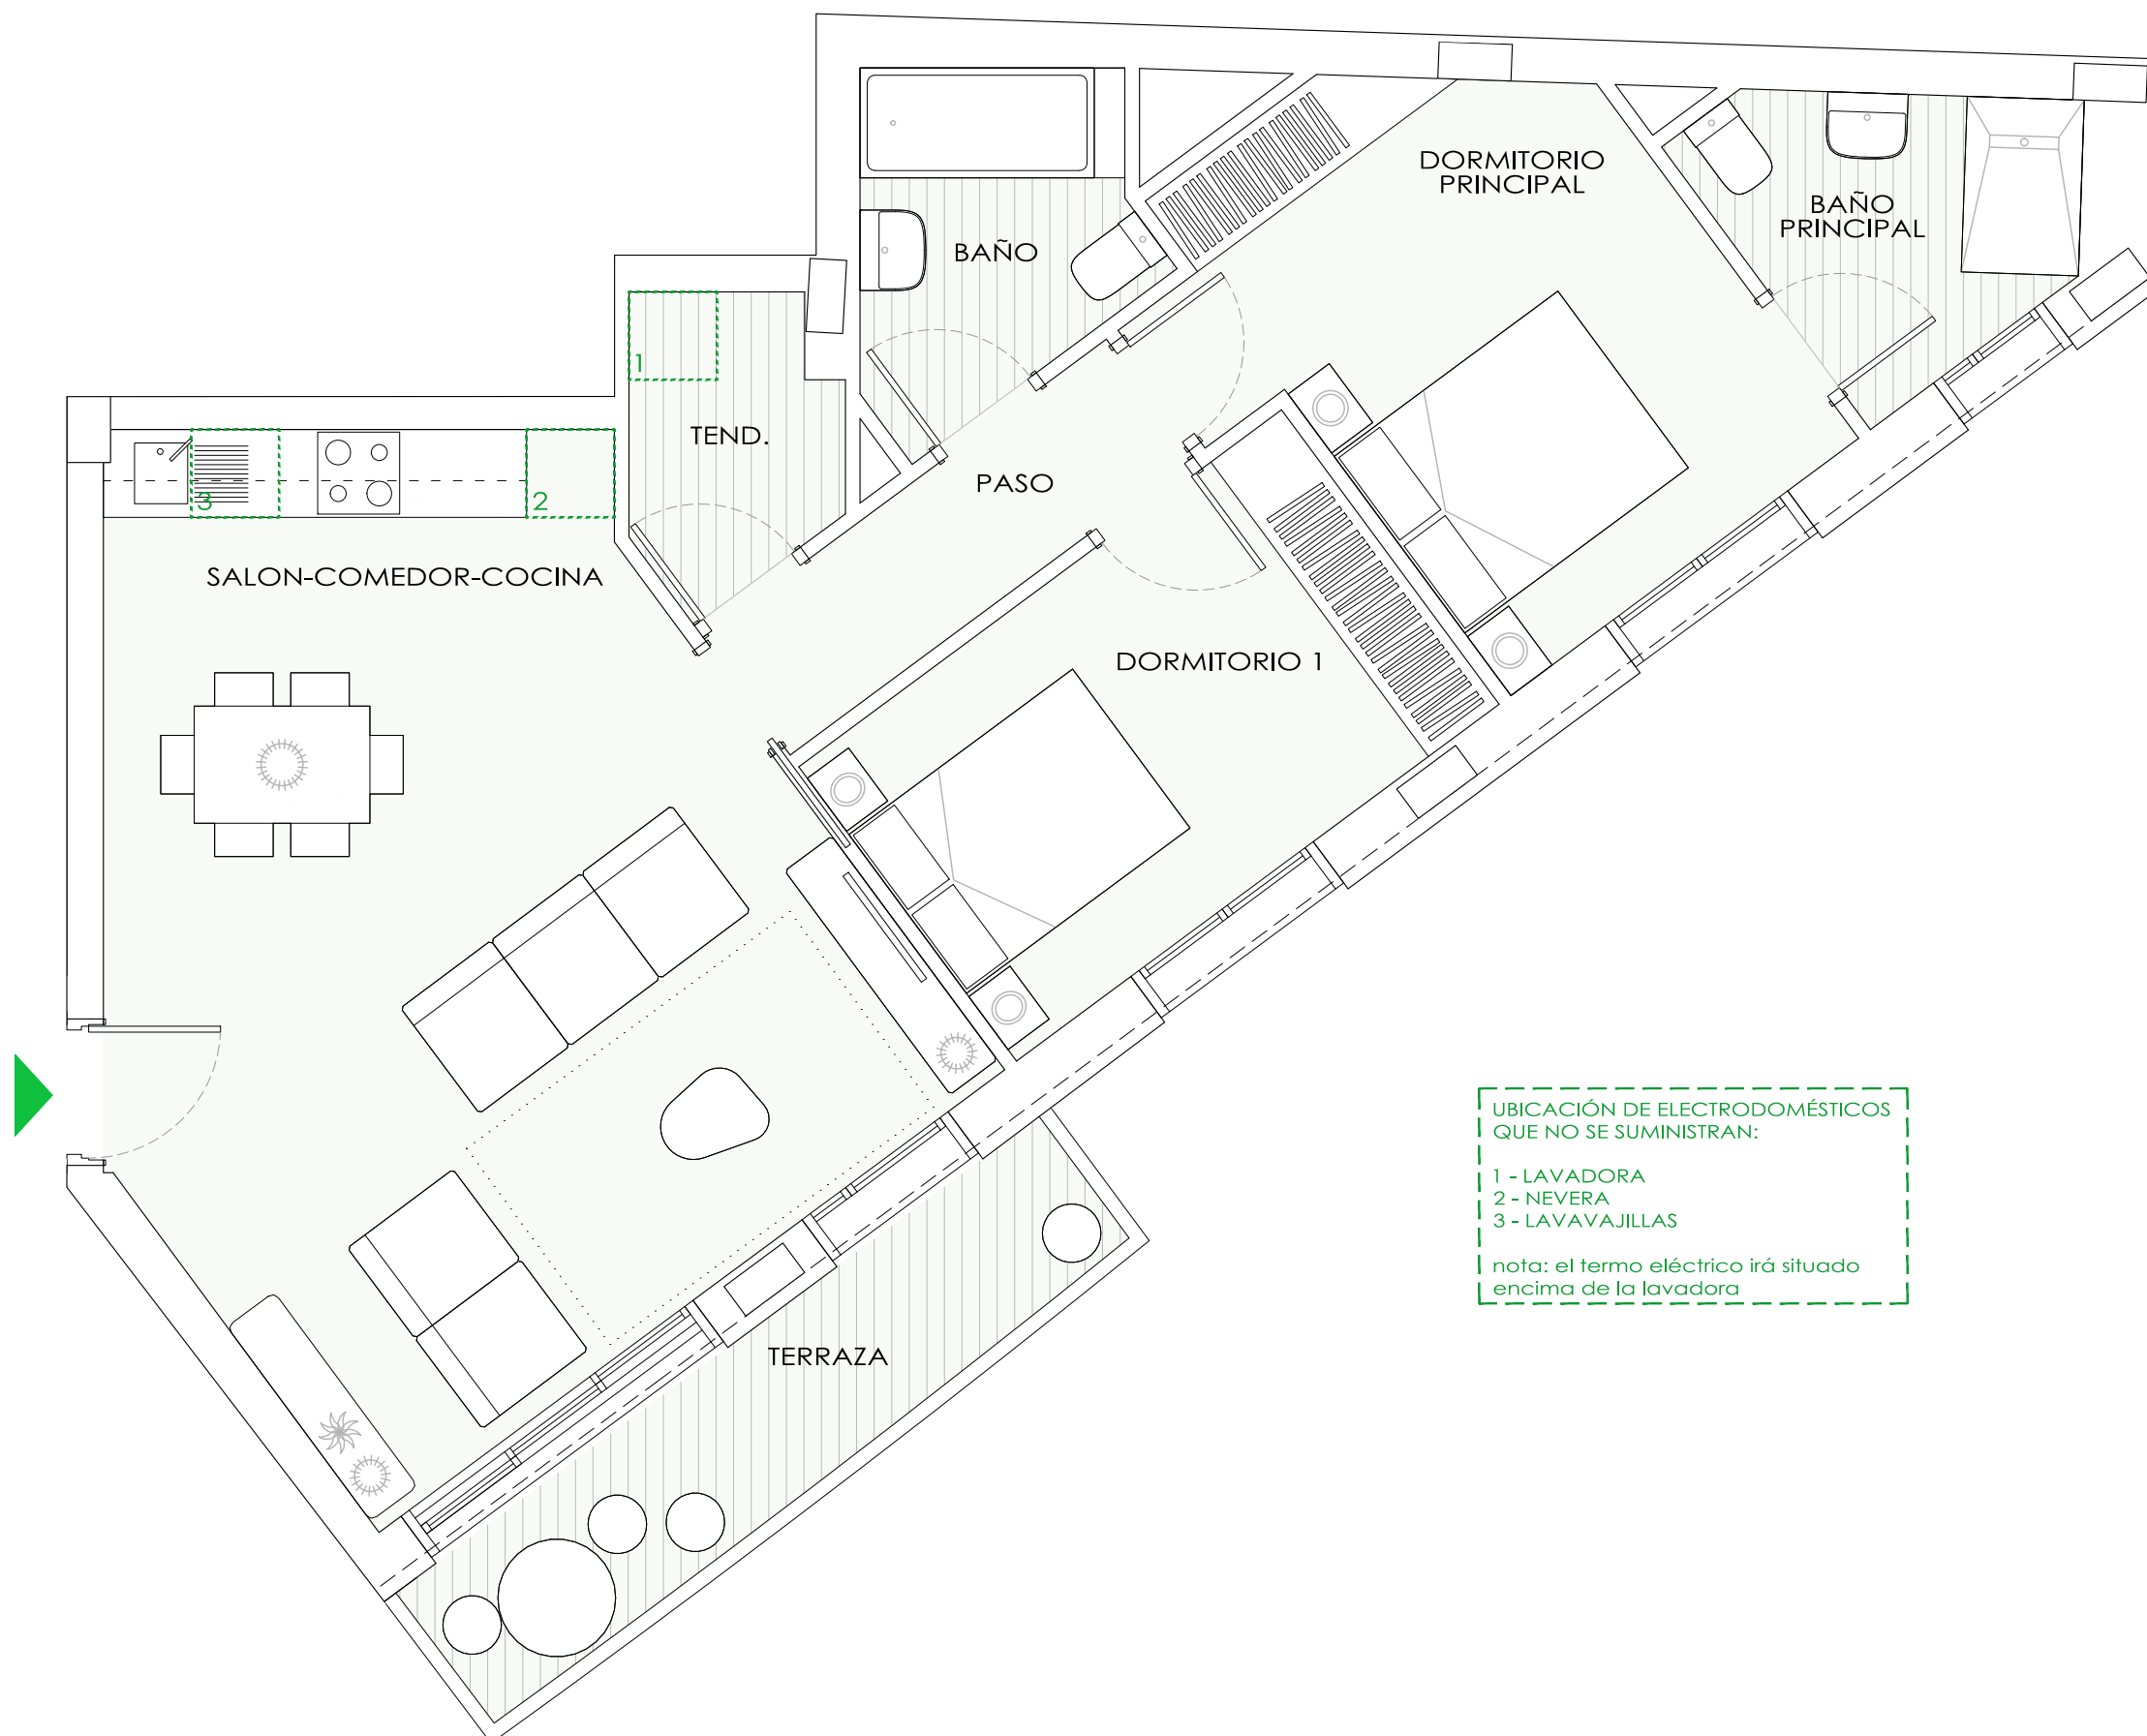 DORMITORIO
PRINCIPAL
BAÑO
PRINCIPAL
BAÑO
1
TEND.
PASO
3
2
SALON-COMEDOR-COCINA
DORMITORIO 1
UBICACIÓN DE ELECTRODOMÉSTICOS
QUE NO SE SUMINISTRAN:
1 - LAVADORA
2 - NEVERA
3 - LAVAVAJILLAS
nota: el termo eléctrico irá situado
encima de la lavadora
TERRAZA